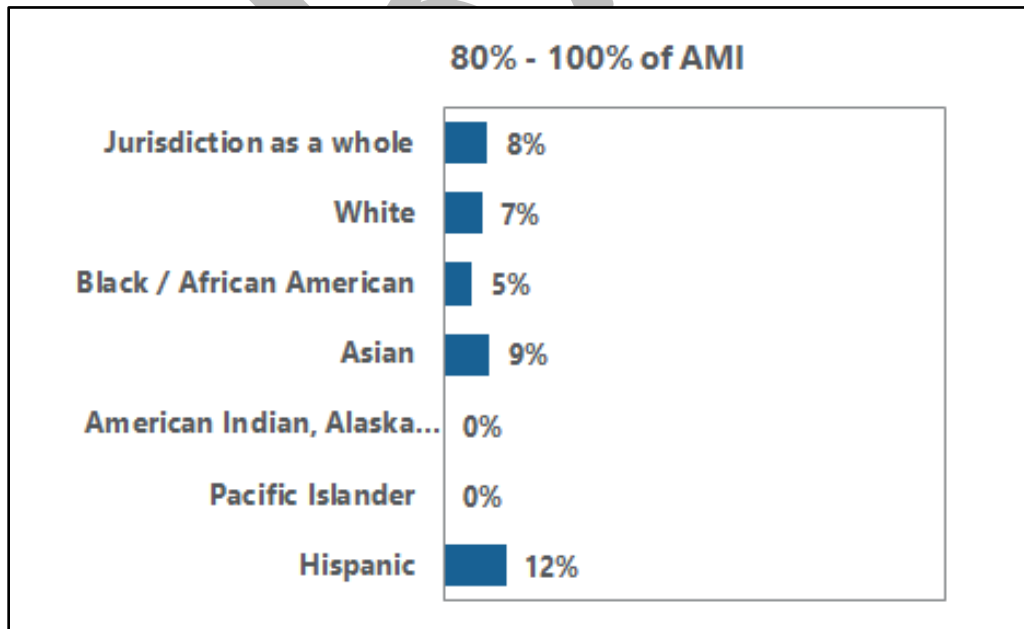 80% - 100% of AMI
Jurisdiction as a whole 8%
White 7%
Black / African American 5%
Asian 9%
American Indian, Alaska... 0%
Pacific Islander 0%
Hispanic 12%